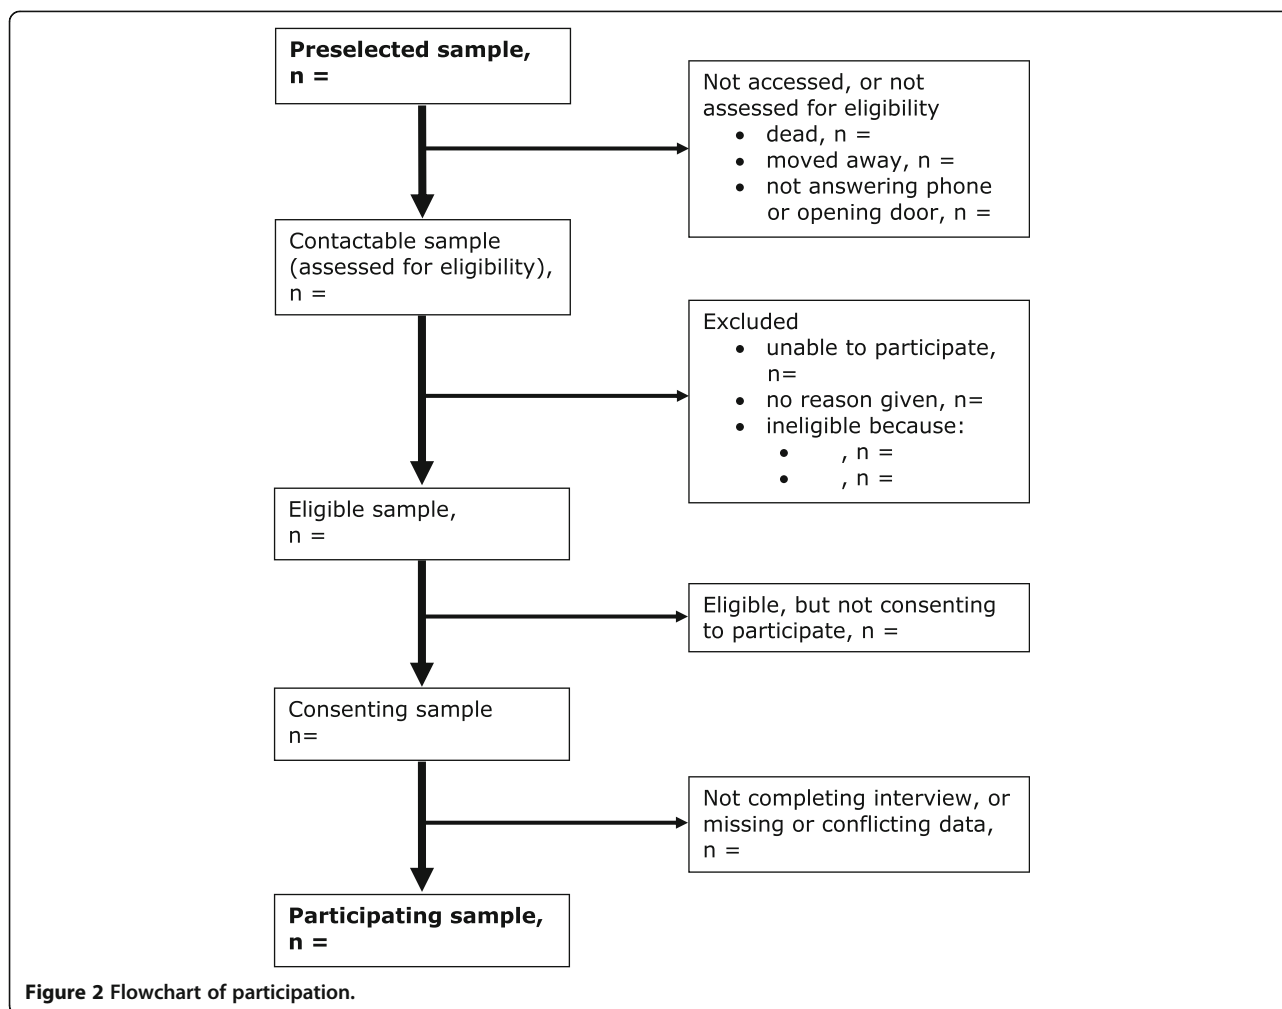 Preselected sample,
n =
Not accessed, or not
assessed for eligibility
• dead, n =
• moved away, n =
• not answering phone
or opening door, n =
Contactable sample
(assessed for eligibility),
n =
Excluded
• unable to participate,
n=
• no reason given, n=
• ineligible because:
• , n =
• , n =
Eligible sample,
n =
Eligible, but not consenting
to participate, n =
Consenting sample
n=
Not completing interview, or
missing or conflicting data,
n =
Participating sample,
n =
Figure 2 Flowchart of participation.